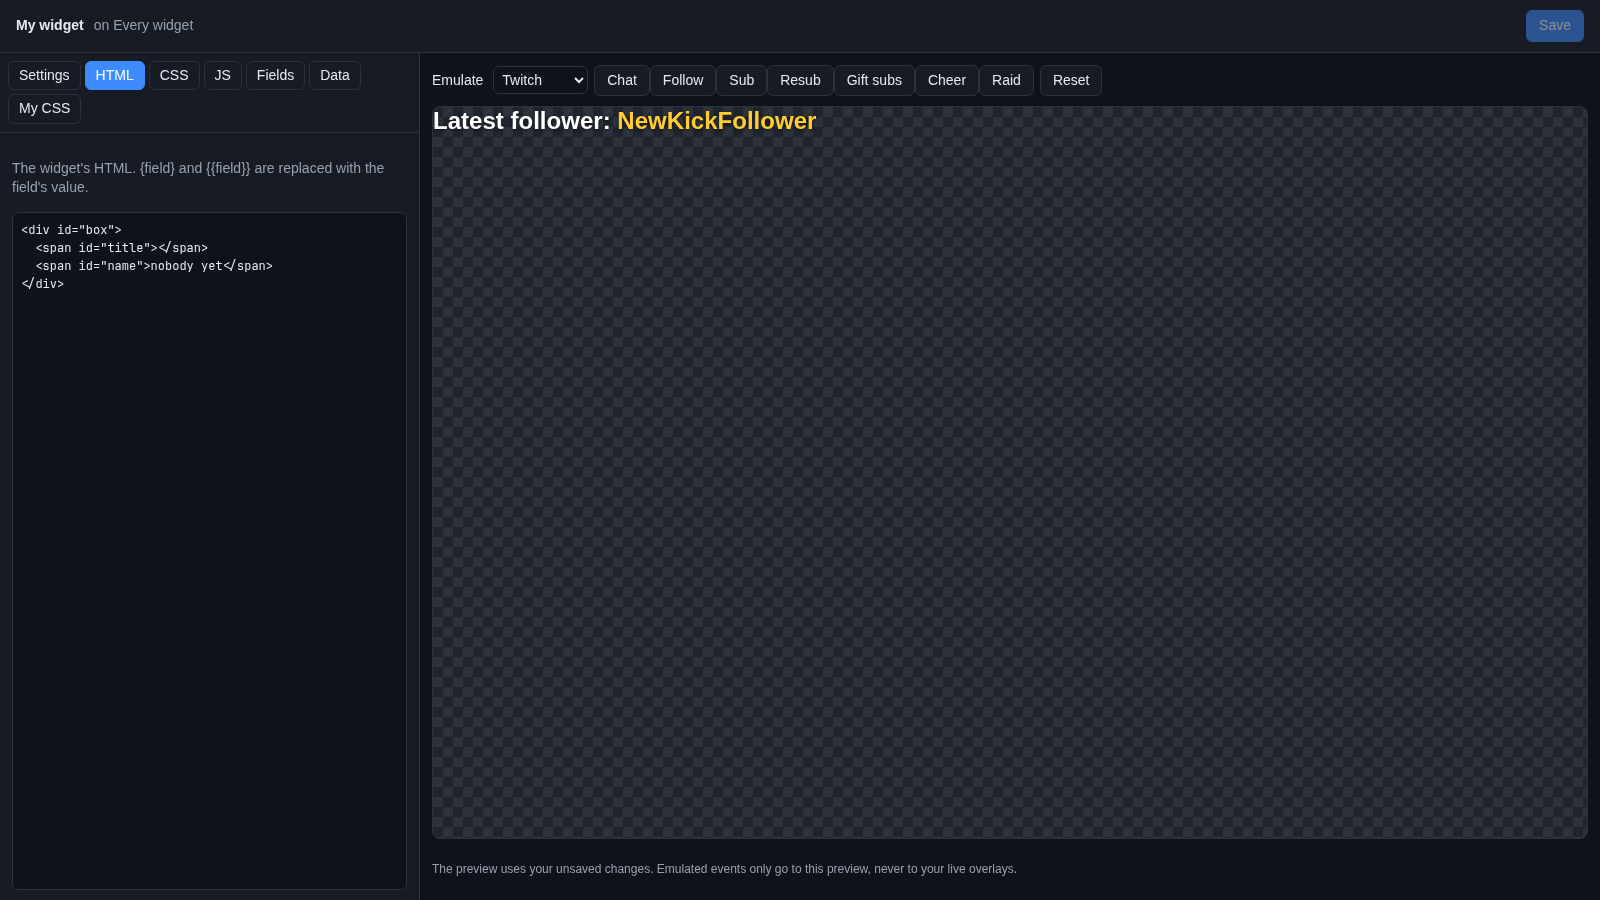 My widget on Every widget
Save
Settings HTML CSS JS Fields Data
My CSS
The widget's HTML. {field} and {{field}} are replaced with the
field's value.
<div id="box">
  <span id="title"></span>
  <span id="name">nobody yet</span>
</div>
Emulate Twitch Chat Follow Sub Resub Gift subs Cheer Raid Reset
Latest follower: NewKickFollower
The preview uses your unsaved changes. Emulated events only go to this preview, never to your live overlays.